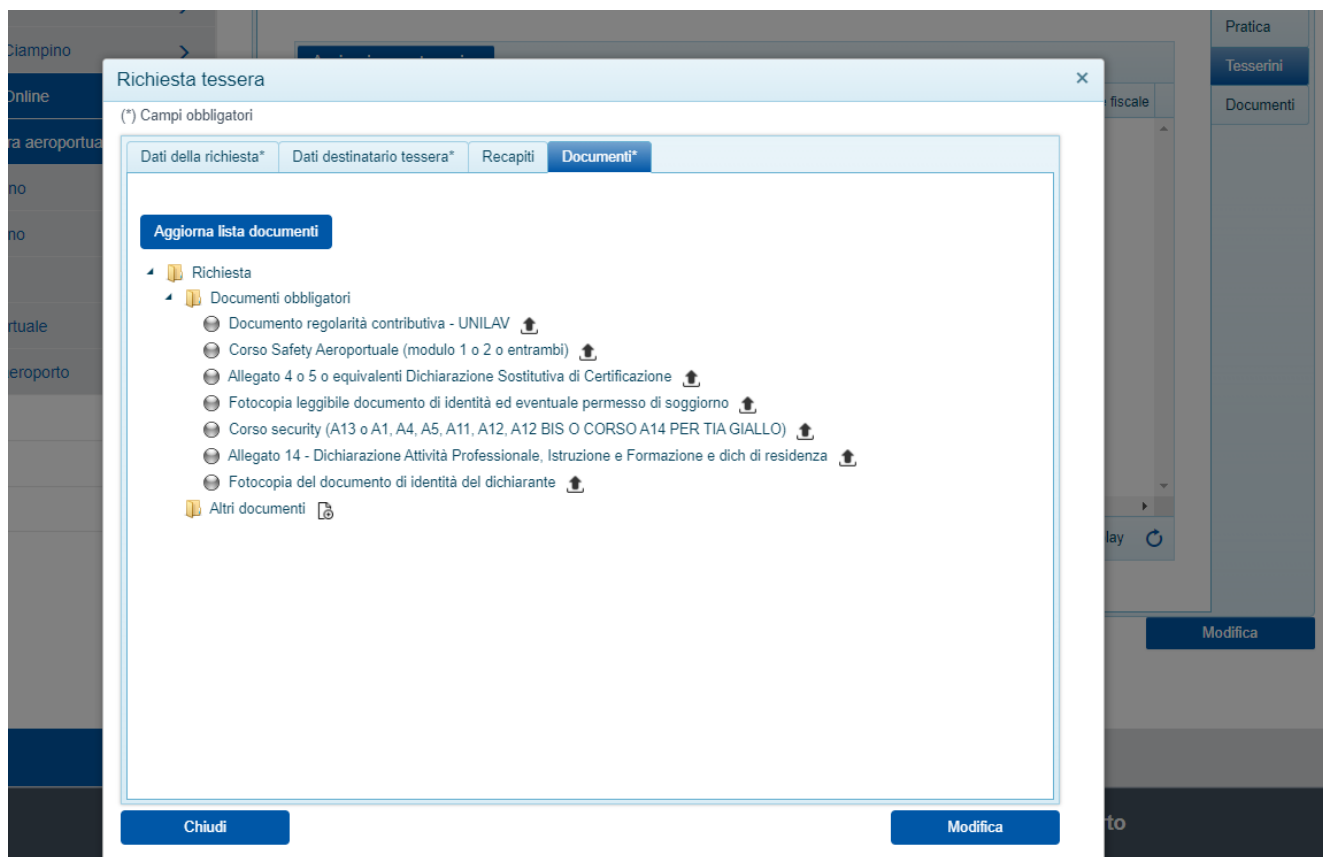 Pratica
Ciampino
Richiesta tessera
Tesserini
Online
(*) Campi obbligatori
fiscale
Documenti
ra aeroportua
Dati della richiesta* Dati destinatario tessera* Recapiti Documenti*
no
Aggiorna lista documenti
no
Richiesta
Documenti obbligatori
Documento regolarità contributiva - UNILAV
rtuale
Corso Safety Aeroportuale (modulo 1 o 2 o entrambi)
eroporto
Allegato 4 o 5 o equivalenti Dichiarazione Sostitutiva di Certificazione
Fotocopia leggibile documento di identità ed eventuale permesso di soggiorno
Corso security (A13 o A1, A4, A5, A11, A12, A12 BIS O CORSO A14 PER TIA GIALLO)
Allegato 14 - Dichiarazione Attività Professionale, Istruzione e Formazione e dich di residenza
Fotocopia del documento di identità del dichiarante
Altri documenti
lay
Modifica
Chiudi
Modifica
to